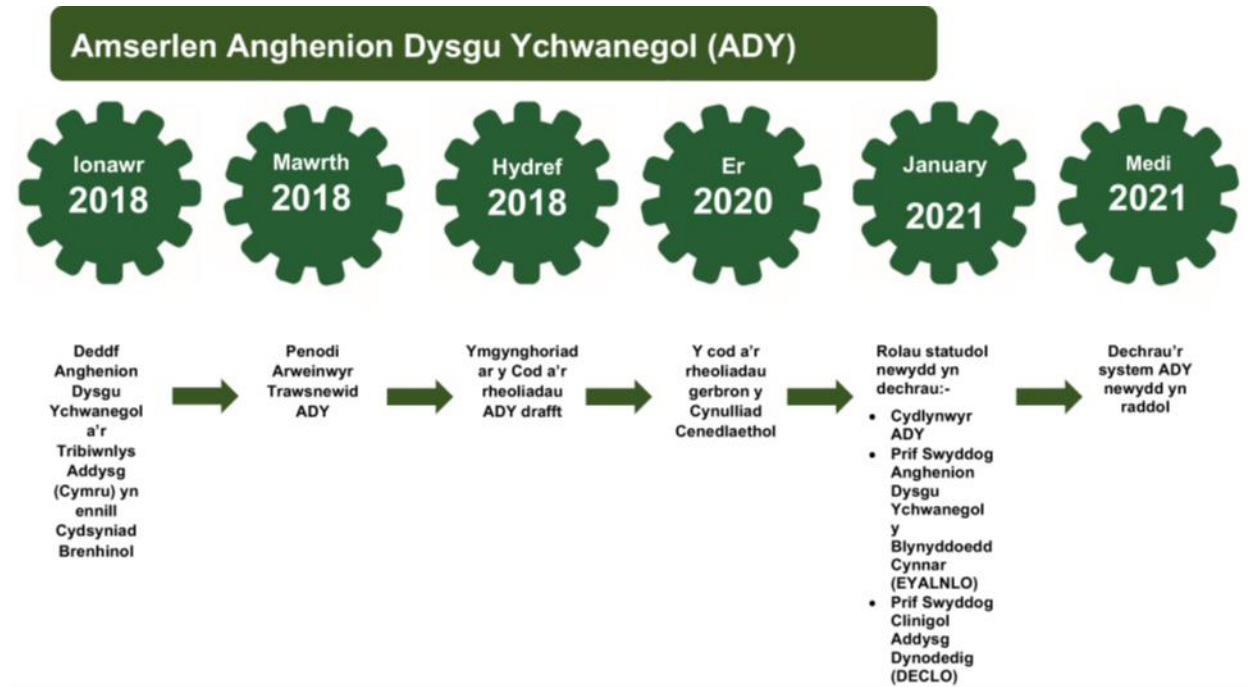 Amserlen Anghenion Dysgu Ychwanegol (ADY)
Ionawr
2018
Mawrth
2018
Hydref
2018
Er
2020
January
2021
Medi
2021
Deddf
Anghenion
Dysgu
Ychwanegol
a'r
Tribiwnlys
Addysg
(Cymru) yn
ennill
Cydsyniad
Brenhinol
Penodi
Arweinwyr
Trawsnewid
ADY
Ymgynghoriad
ar y Cod a'r
rheoliadau
ADY drafft
Y cod a'r
rheoliadau
gerbron y
Cynulliad
Cenedlaethol
Rolau statudol
newydd yn
dechrau:-
• Cydlynwyr
ADY
• Prif Swyddog
Anghenion
Dysgu
Ychwanegol
y
Blynyddoedd
Cynnar
(EYALNLO)
• Prif Swyddog
Clinigol
Addysg
Dynodedig
(DECLO)
Dechrau'r
system ADY
newydd yn
raddol